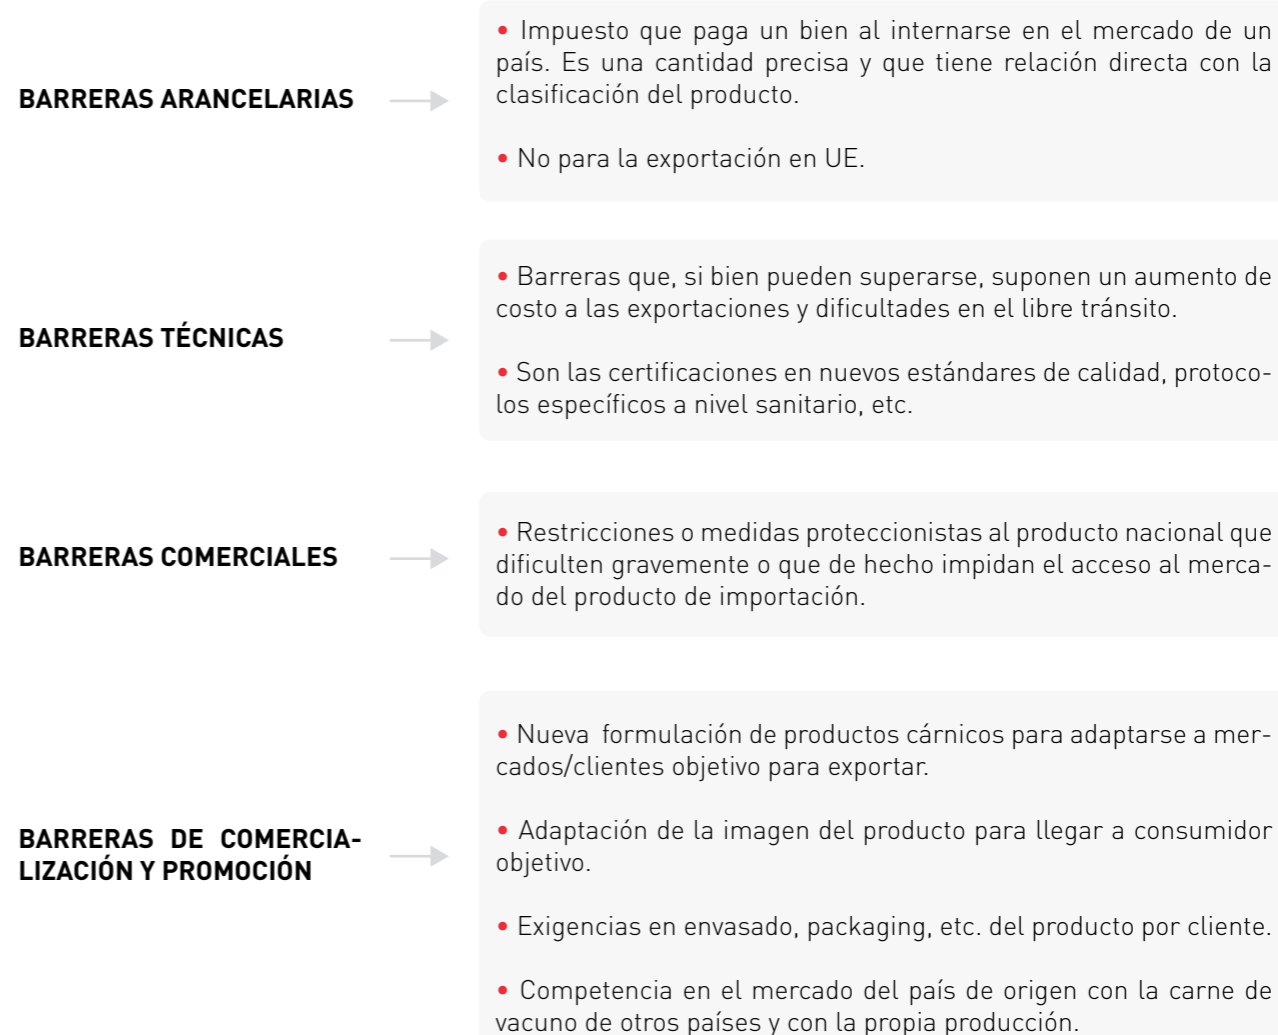 BARRERAS ARANCELARIAS
• Impuesto que paga un bien al internarse en el mercado de un
país. Es una cantidad precisa y que tiene relación directa con la
clasificación del producto.
• No para la exportación en UE.
BARRERAS TÉCNICAS
• Barreras que, si bien pueden superarse, suponen un aumento de
costo a las exportaciones y dificultades en el libre tránsito.
• Son las certificaciones en nuevos estándares de calidad, protoco-
los específicos a nivel sanitario, etc.
BARRERAS COMERCIALES
• Restricciones o medidas proteccionistas al producto nacional que
dificulten gravemente o que de hecho impidan el acceso al merca-
do del producto de importación.
BARRERAS DE COMERCIA-
LIZACIÓN Y PROMOCIÓN
• Nueva formulación de productos cárnicos para adaptarse a mer-
cados/clientes objetivo para exportar.
• Adaptación de la imagen del producto para llegar a consumidor
objetivo.
• Exigencias en envasado, packaging, etc. del producto por cliente.
• Competencia en el mercado del país de origen con la carne de
vacuno de otros países y con la propia producción.